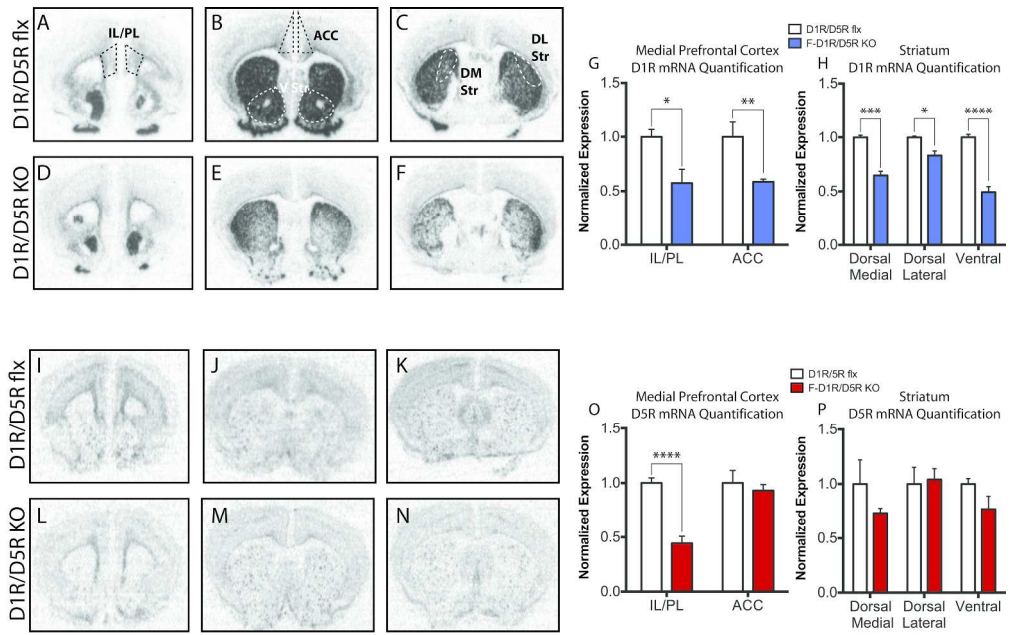 D1R/D5R flx
A
IL/PL
B
ACC
V Str
C
DL
Str
DM
Str
D1R/D5R KO
D
E
F
D1R/D5R flx
F-D1R/D5R KO
G
Medial Prefrontal Cortex
D1R mRNA Quantification
Normalized Expression
1.5
1.0
0.5
0.0
*
**
IL/PL
ACC
H
Striatum
D1R mRNA Quantification
Normalized Expression
1.5
1.0
0.5
0.0
***
*
****
Dorsal
Medial
Dorsal
Lateral
Ventral
D1R/D5R flx
I
J
K
D1R/D5R KO
L
M
N
D1R/5R flx
F-D1R/D5R KO
O
Medial Prefrontal Cortex
D5R mRNA Quantification
Normalized Expression
1.5
1.0
0.5
0.0
****
IL/PL
ACC
P
Striatum
D5R mRNA Quantification
Normalized Expression
1.5
1.0
0.5
0.0
Dorsal
Medial
Dorsal
Lateral
Ventral